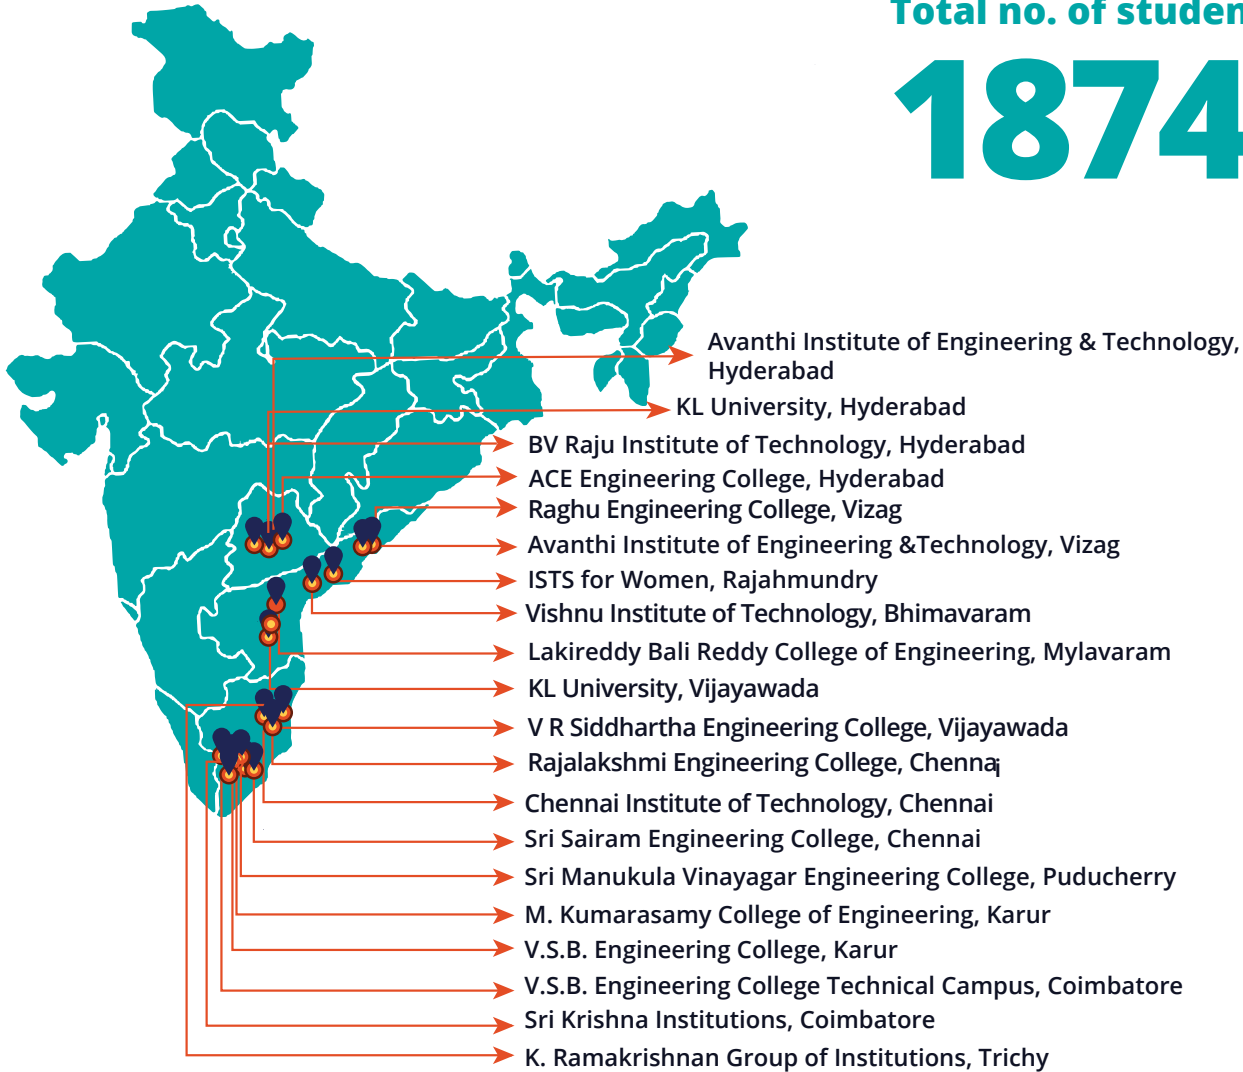 Total no. of studen
1874
Avanthi Institute of Engineering & Technology,
Hyderabad
KL University, Hyderabad
BV Raju Institute of Technology, Hyderabad
ACE Engineering College, Hyderabad
Raghu Engineering College, Vizag
Avanthi Institute of Engineering &Technology, Vizag
ISTS for Women, Rajahmundry
Vishnu Institute of Technology, Bhimavaram
Lakireddy Bali Reddy College of Engineering, Mylavaram
KL University, Vijayawada
V R Siddhartha Engineering College, Vijayawada
Rajalakshmi Engineering College, Chennai
Chennai Institute of Technology, Chennai
Sri Sairam Engineering College, Chennai
Sri Manukula Vinayagar Engineering College, Puducherry
M. Kumarasamy College of Engineering, Karur
V.S.B. Engineering College, Karur
V.S.B. Engineering College Technical Campus, Coimbatore
Sri Krishna Institutions, Coimbatore
K. Ramakrishnan Group of Institutions, Trichy